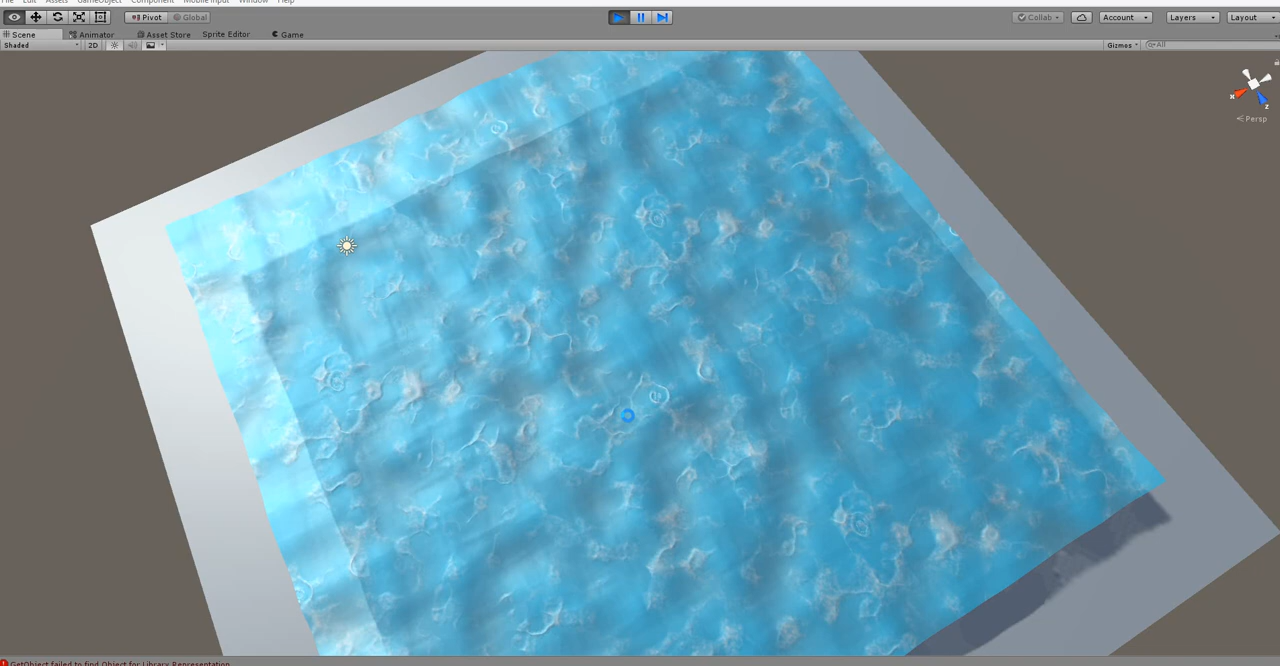 File Edit Assets GameObject Component Mobile Input Window Help
Pivot Global Collab Account Layers Layout
Scene Animator Asset Store Sprite Editor Game
Shaded 2D Gizmos All
x
z
Persp
GetObject failed to find Object for Library Representation